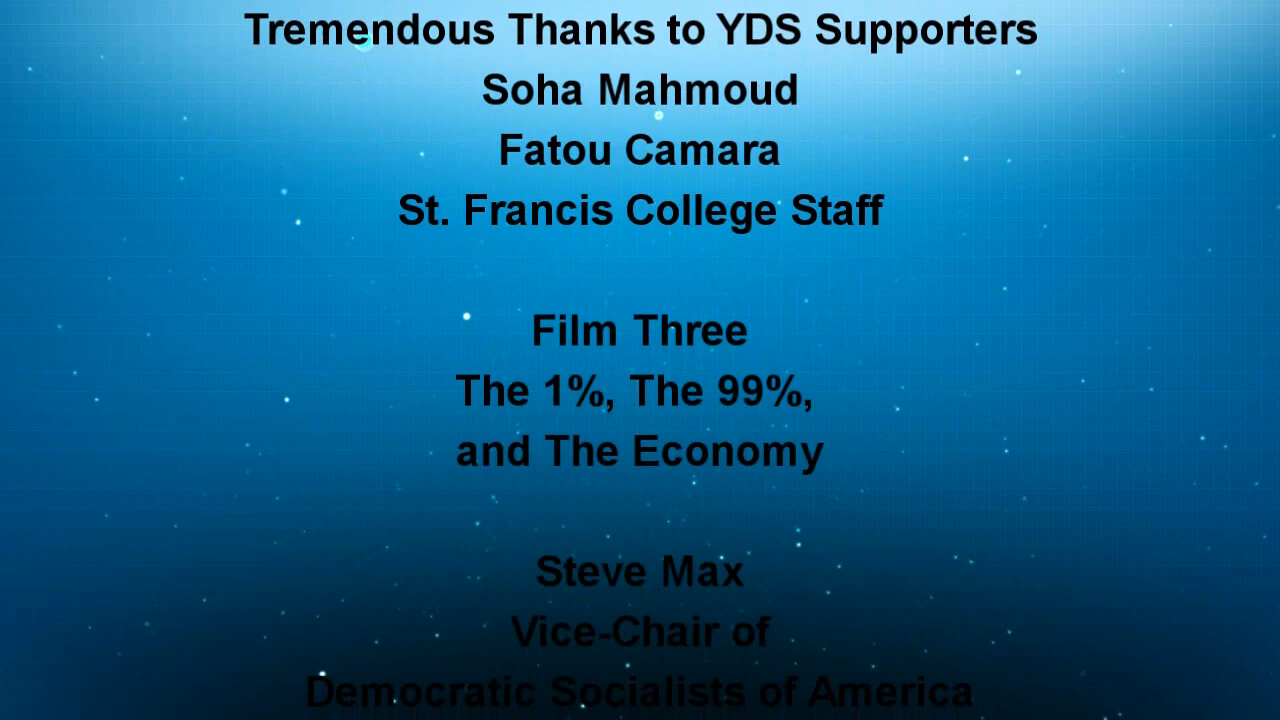 Tremendous Thanks to YDS Supporters
Soha Mahmoud
Fatou Camara
St. Francis College Staff
Film Three
The 1%, The 99%,
and The Economy
Steve Max
Vice-Chair of
Democratic Socialists of America